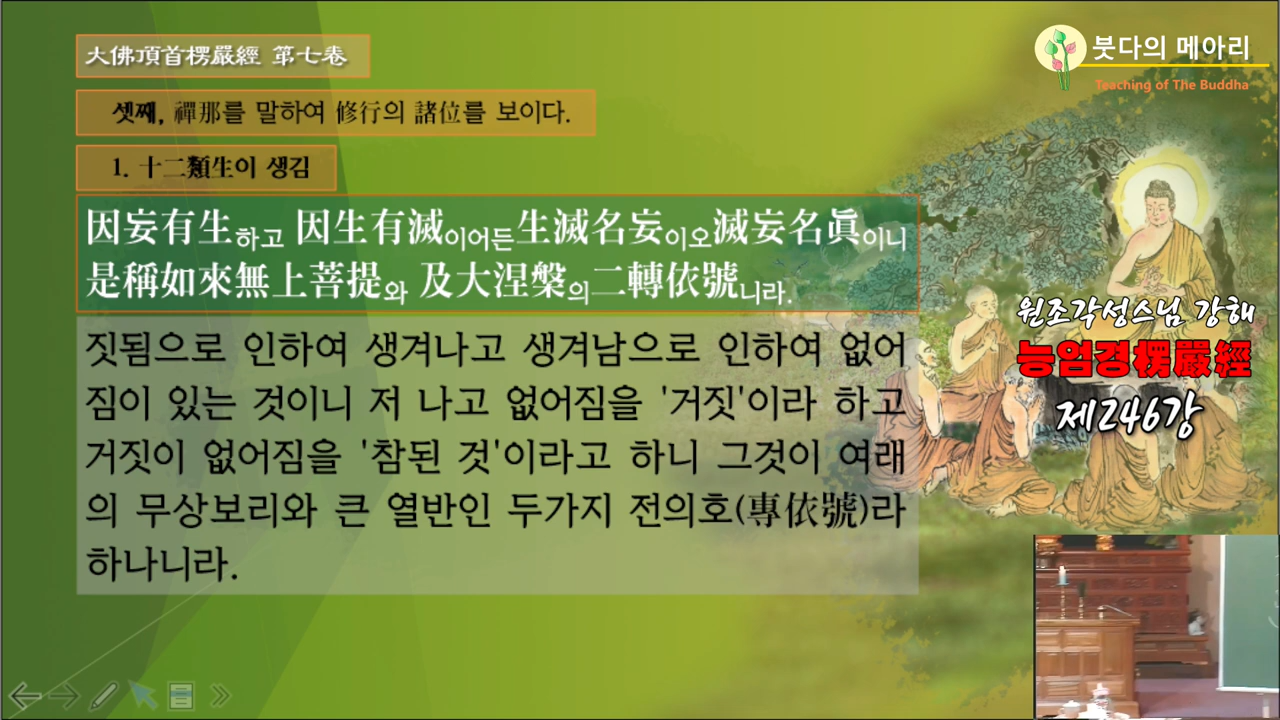 大佛頂首楞嚴經 第七卷
셋째, 禪那를 말하여 修行의 諸位를 보이다.
1. 十二類生이 생김
因妄有生하고 因生有滅이어든生滅名妄이오滅妄名眞이니
是稱如來無上菩提와 及大涅槃의二轉依號니라.
짓됨으로 인하여 생겨나고 생겨남으로 인하여 없어
짐이 있는 것이니 저 나고 없어짐을 '거짓'이라 하고
거짓이 없어짐을 '참된 것'이라고 하니 그것이 여래
의 무상보리와 큰 열반인 두가지 전의호(專依號)라
하나니라.
붓다의 메아리
Teaching of The Buddha
원조각성스님 강해
능엄경楞嚴經
제246강